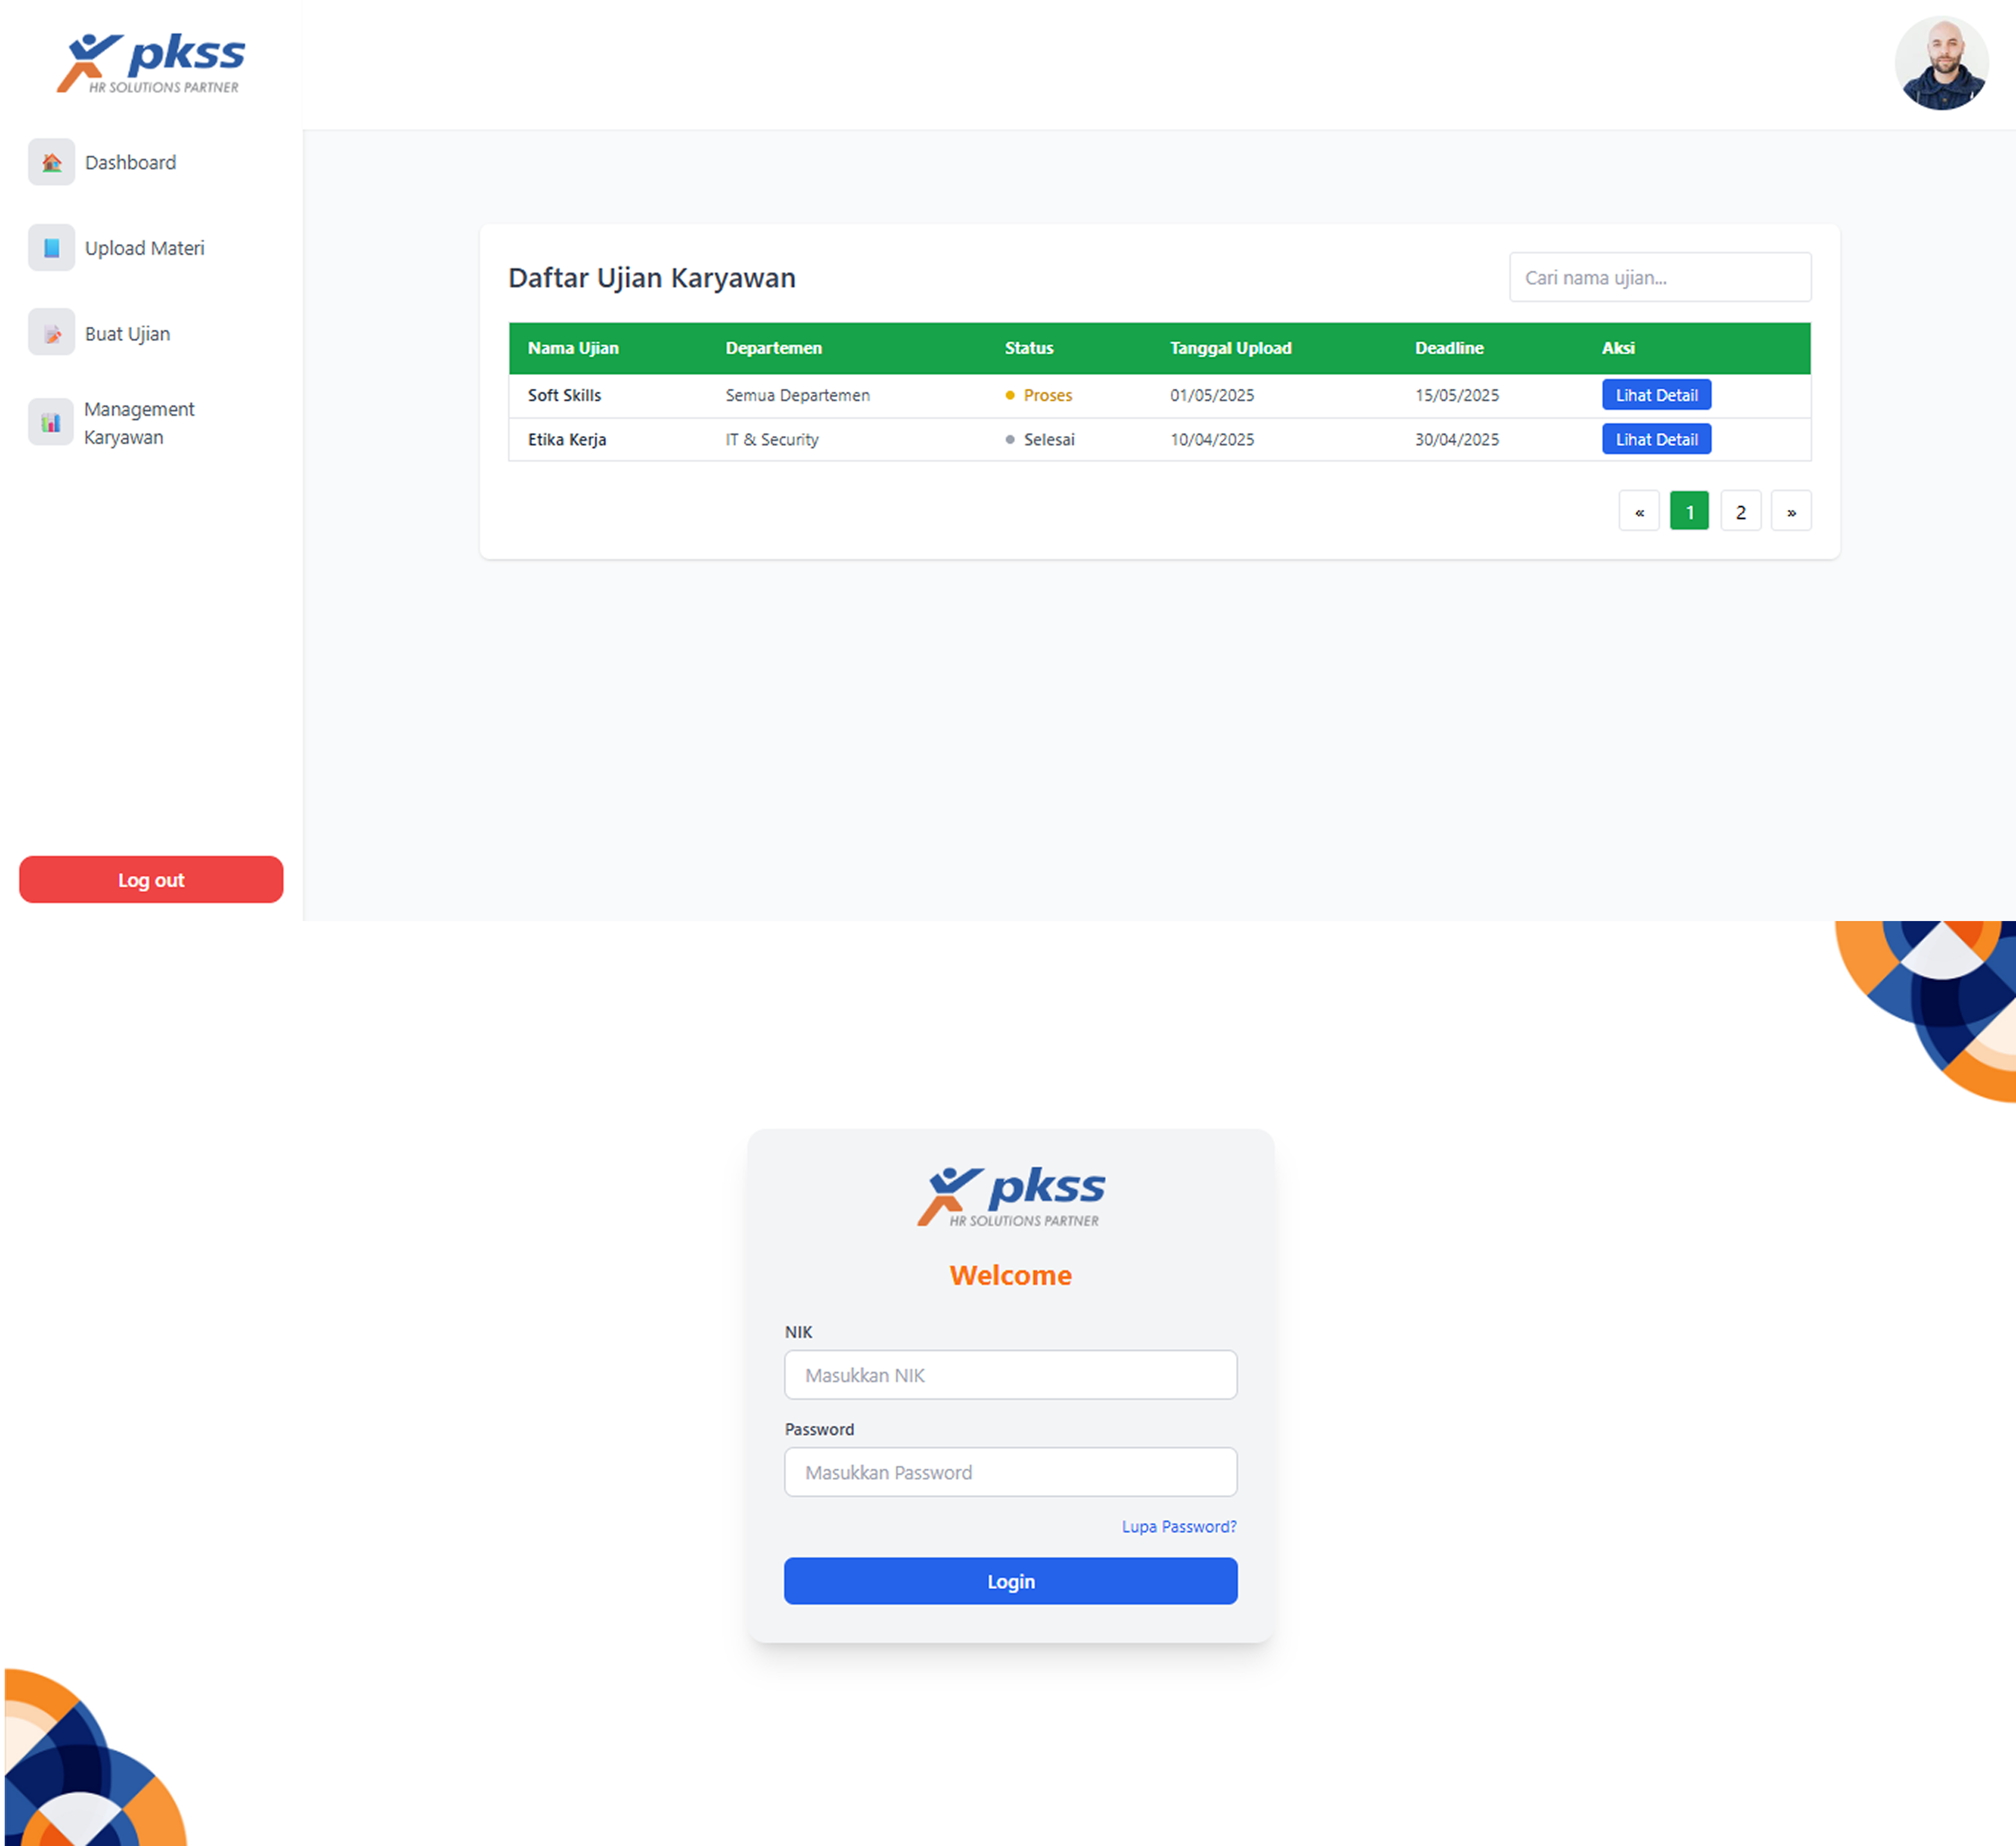 pkss
HR SOLUTIONS PARTNER
Dashboard
Upload Materi
Buat Ujian
Management
Karyawan
Log out
Daftar Ujian Karyawan
Cari nama ujian...
Nama Ujian Departemen Status Tanggal Upload Deadline Aksi
Soft Skills Semua Departemen Proses 01/05/2025 15/05/2025 Lihat Detail
Etika Kerja IT & Security Selesai 10/04/2025 30/04/2025 Lihat Detail
« 1 2 »
pkss
HR SOLUTIONS PARTNER
Welcome
NIK
Masukkan NIK
Password
Masukkan Password
Lupa Password?
Login